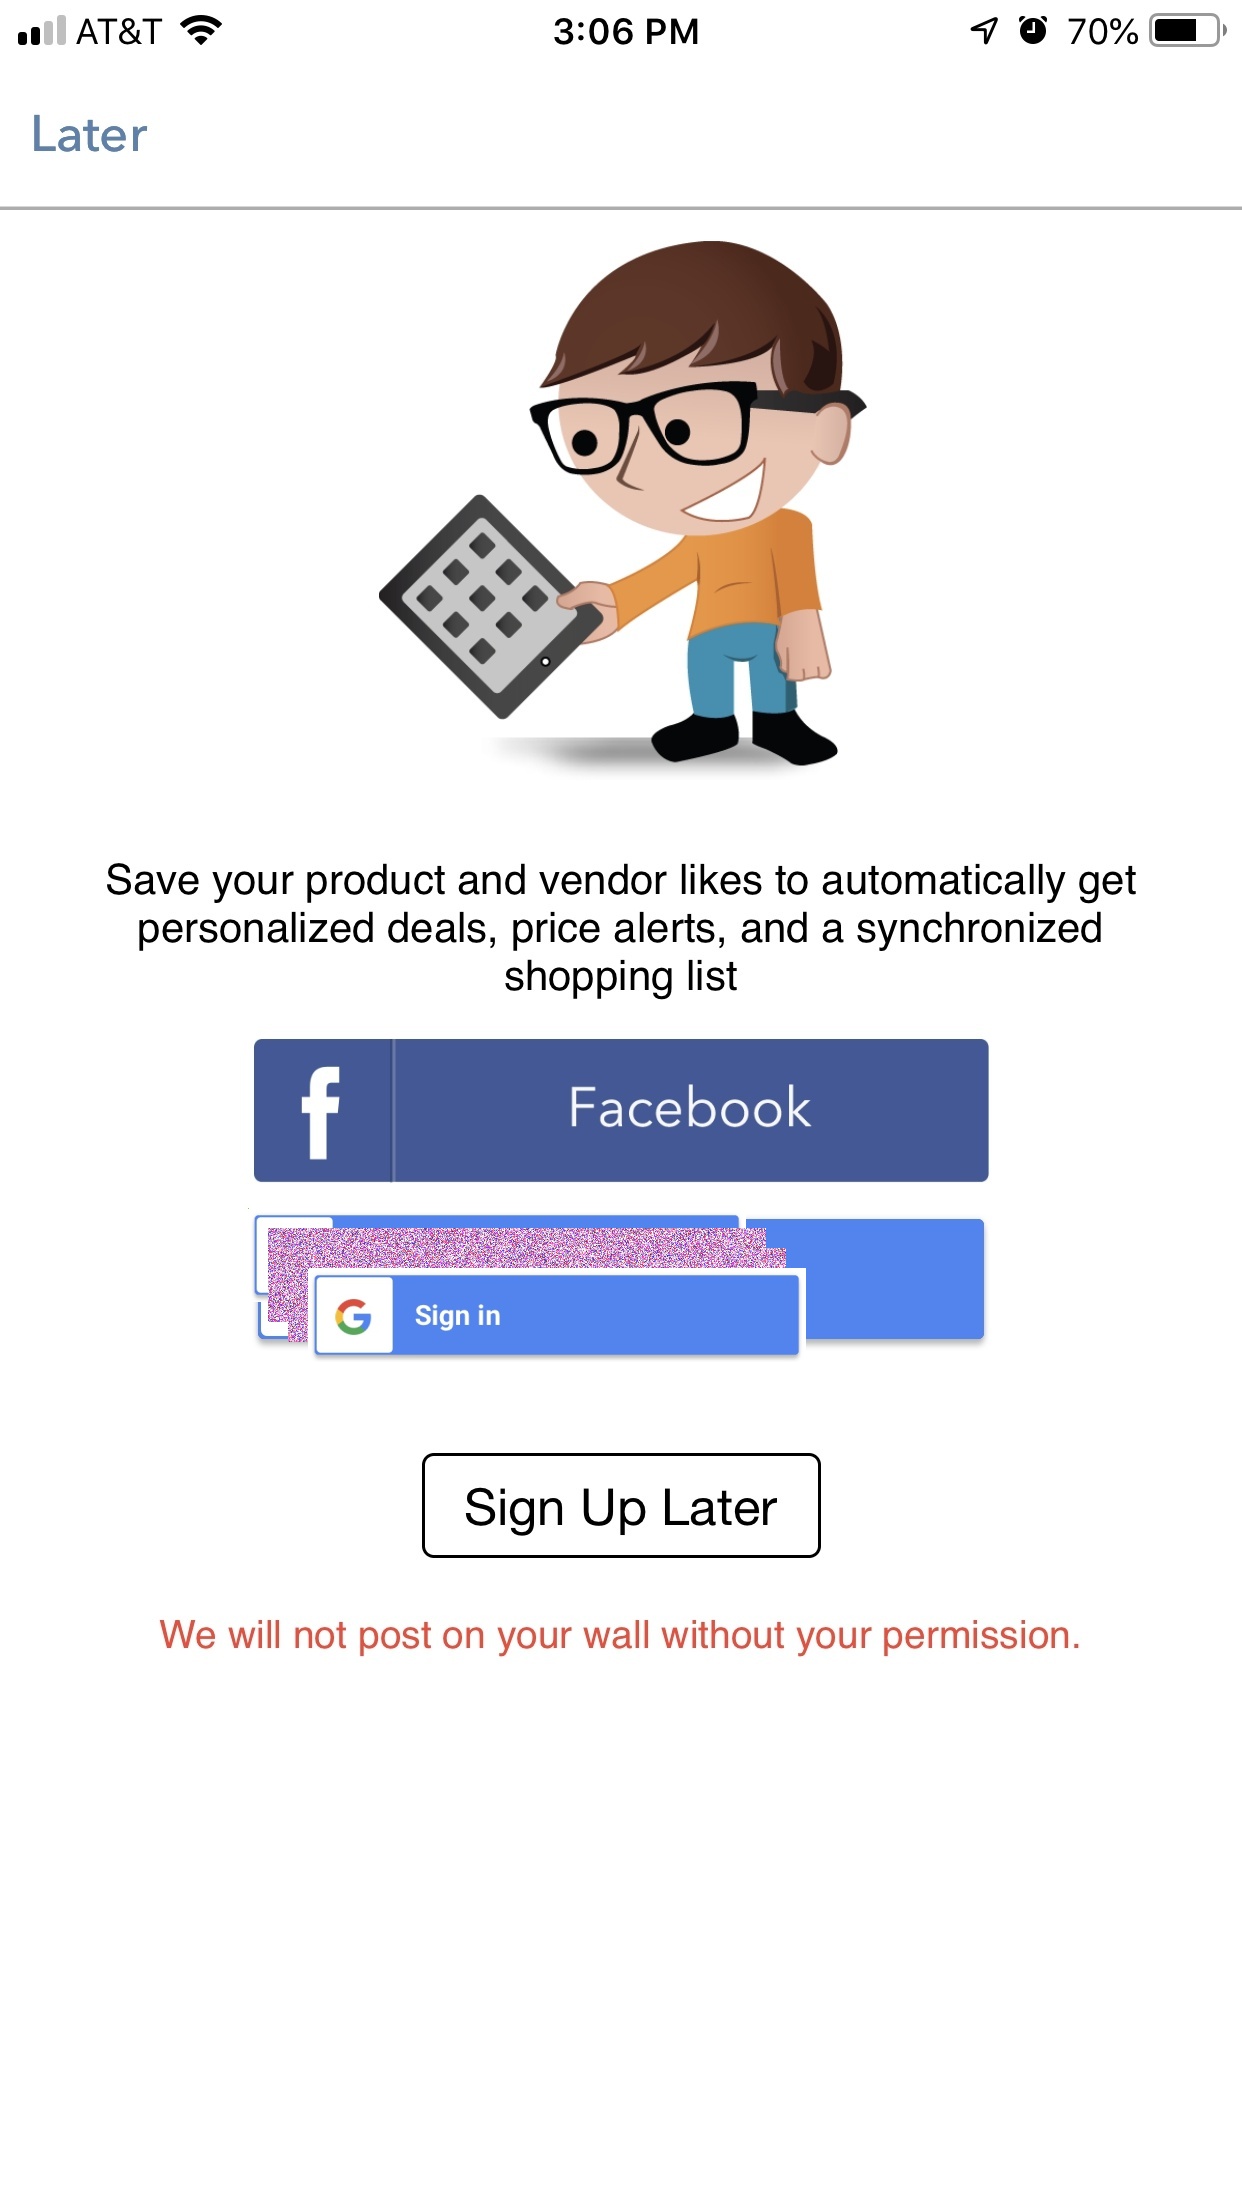 AT&T 3:06 PM 70%
Later
Save your product and vendor likes to automatically get
personalized deals, price alerts, and a synchronized
shopping list
f Facebook
G Sign in
Sign Up Later
We will not post on your wall without your permission.